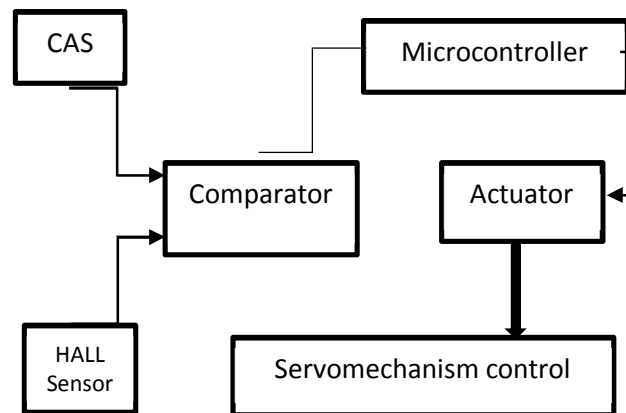 CAS
Microcontroller
Comparator
Actuator
HALL
Sensor
Servomechanism control